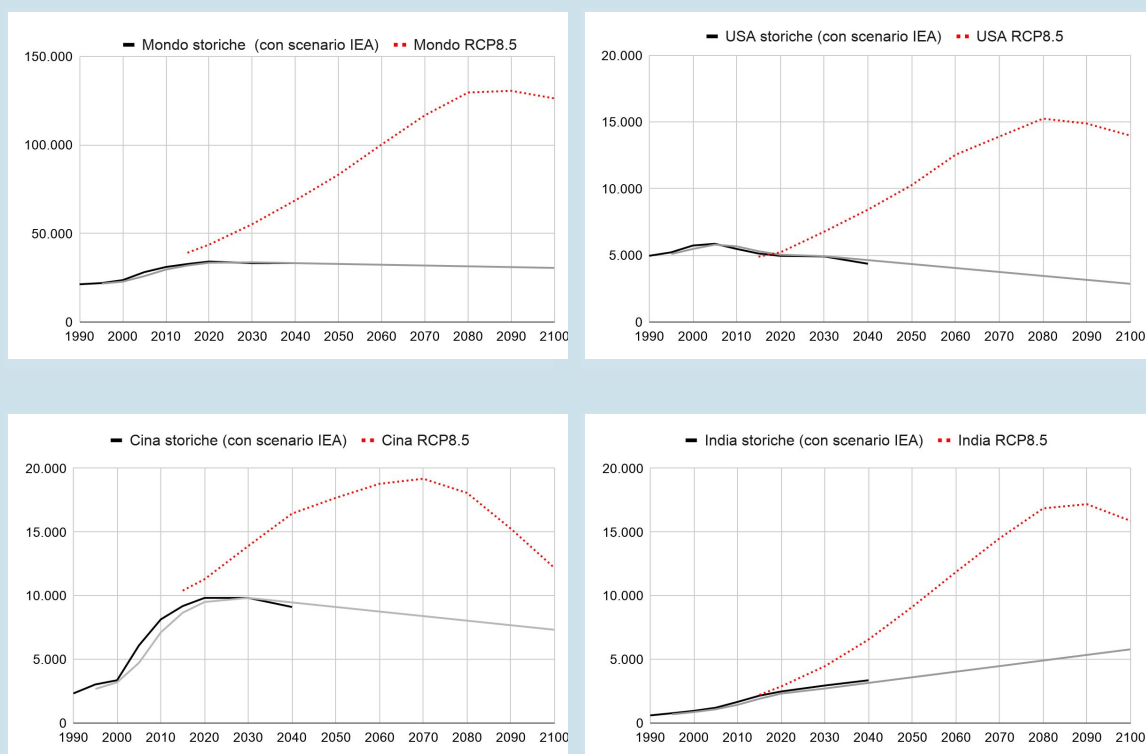 Mondo storiche (con scenario IEA) Mondo RCP8.5
150.000
100.000
50.000
0
1990 2000 2010 2020 2030 2040 2050 2060 2070 2080 2090 2100
USA storiche (con scenario IEA) USA RCP8.5
20.000
15.000
10.000
5.000
0
1990 2000 2010 2020 2030 2040 2050 2060 2070 2080 2090 2100
Cina storiche (con scenario IEA) Cina RCP8.5
20.000
15.000
10.000
5.000
0
1990 2000 2010 2020 2030 2040 2050 2060 2070 2080 2090 2100
India storiche (con scenario IEA) India RCP8.5
20.000
15.000
10.000
5.000
0
1990 2000 2010 2020 2030 2040 2050 2060 2070 2080 2090 2100